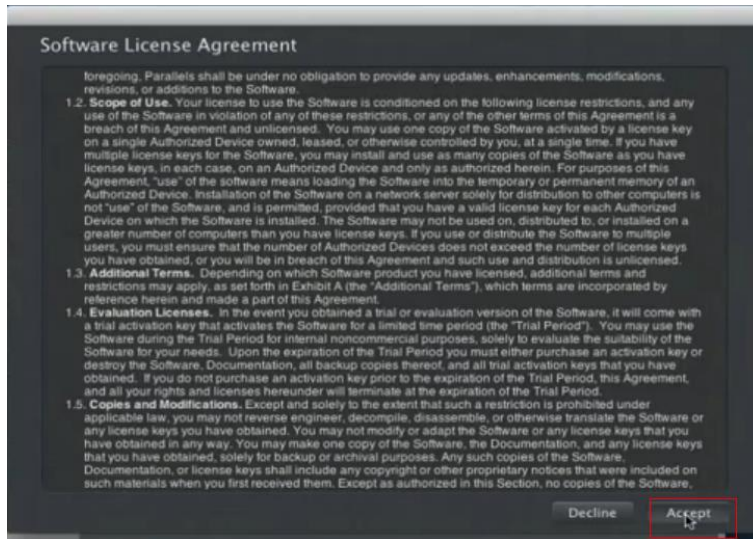 Software License Agreement
foregoing, Parallels shall be under no obligation to provide any updates, enhancements, modifications,
revisions, or additions to the Software.
1.2. Scope of Use. Your license to use the Software is conditioned on the following license restrictions, and any
use of the Software in violation of any of these restrictions, or any of the other terms of this Agreement is a
breach of this Agreement and unlicensed. You may use one copy of the Software activated by a license key
on a single Authorized Device owned, leased, or otherwise controlled by you, at a single time. If you have
multiple license keys for the Software, you may install and use as many copies of the Software as you have
license keys, in each case, on an Authorized Device and only as authorized herein. For purposes of this
Agreement, "use" of the software means loading the Software into the temporary or permanent memory of an
Authorized Device. Installation of the Software on a network server solely for distribution to other computers is
not "use" of the Software, and is permitted, provided that you have a valid license key for each Authorized
Device on which the Software is installed. The Software may not be used on, distributed to, or installed on a
greater number of computers than you have license keys. If you use or distribute the Software to multiple
users, you must ensure that the number of Authorized Devices does not exceed the number of license keys
you have obtained, or you will be in breach of this Agreement and such use and distribution is unlicensed.
1.3. Additional Terms. Depending on which Software product you have licensed, additional terms and
restrictions may apply, as set forth in Exhibit A (the "Additional Terms"), which terms are incorporated by
reference herein and made a part of this Agreement.
1.4. Evaluation Licenses. In the event you obtained a trial or evaluation version of the Software, it will come with
a trial activation key that activates the Software for a limited time period (the "Trial Period"). You may use the
Software during the Trial Period for internal noncommercial purposes, solely to evaluate the suitability of the
Software for your needs. Upon the expiration of the Trial Period you must either purchase an activation key or
destroy the Software, Documentation, all backup copies thereof, and all trial activation keys that you have
obtained. If you do not purchase an activation key prior to the expiration of the Trial Period, this Agreement,
and all your rights and licenses hereunder will terminate at the expiration of the Trial Period.
1.5. Copies and Modifications. Except and solely to the extent that such a restriction is prohibited under
applicable law, you may not reverse engineer, decompile, disassemble, or otherwise translate the Software or
any license keys you have obtained. You may not modify or adapt the Software or any license keys that you
have obtained in any way. You may make one copy of the Software, the Documentation, and any license keys
that you have obtained, solely for backup or archival purposes. Any such copies of the Software,
Documentation, or license keys shall include any copyright or other proprietary notices that were included on
such materials when you first received them. Except as authorized in this Section, no copies of the Software,
Decline Accept